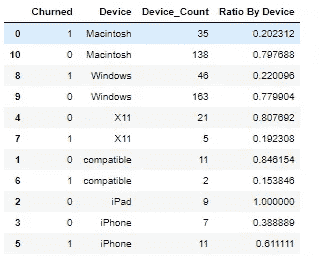 Churned Device Device_Count Ratio By Device
0 1 Macintosh 35 0.202312
10 0 Macintosh 138 0.797688
8 1 Windows 46 0.220096
9 0 Windows 163 0.779904
4 0 X11 21 0.807692
7 1 X11 5 0.192308
1 0 compatible 11 0.846154
6 1 compatible 2 0.153846
2 0 iPad 9 1.000000
3 0 iPhone 7 0.388889
5 1 iPhone 11 0.611111